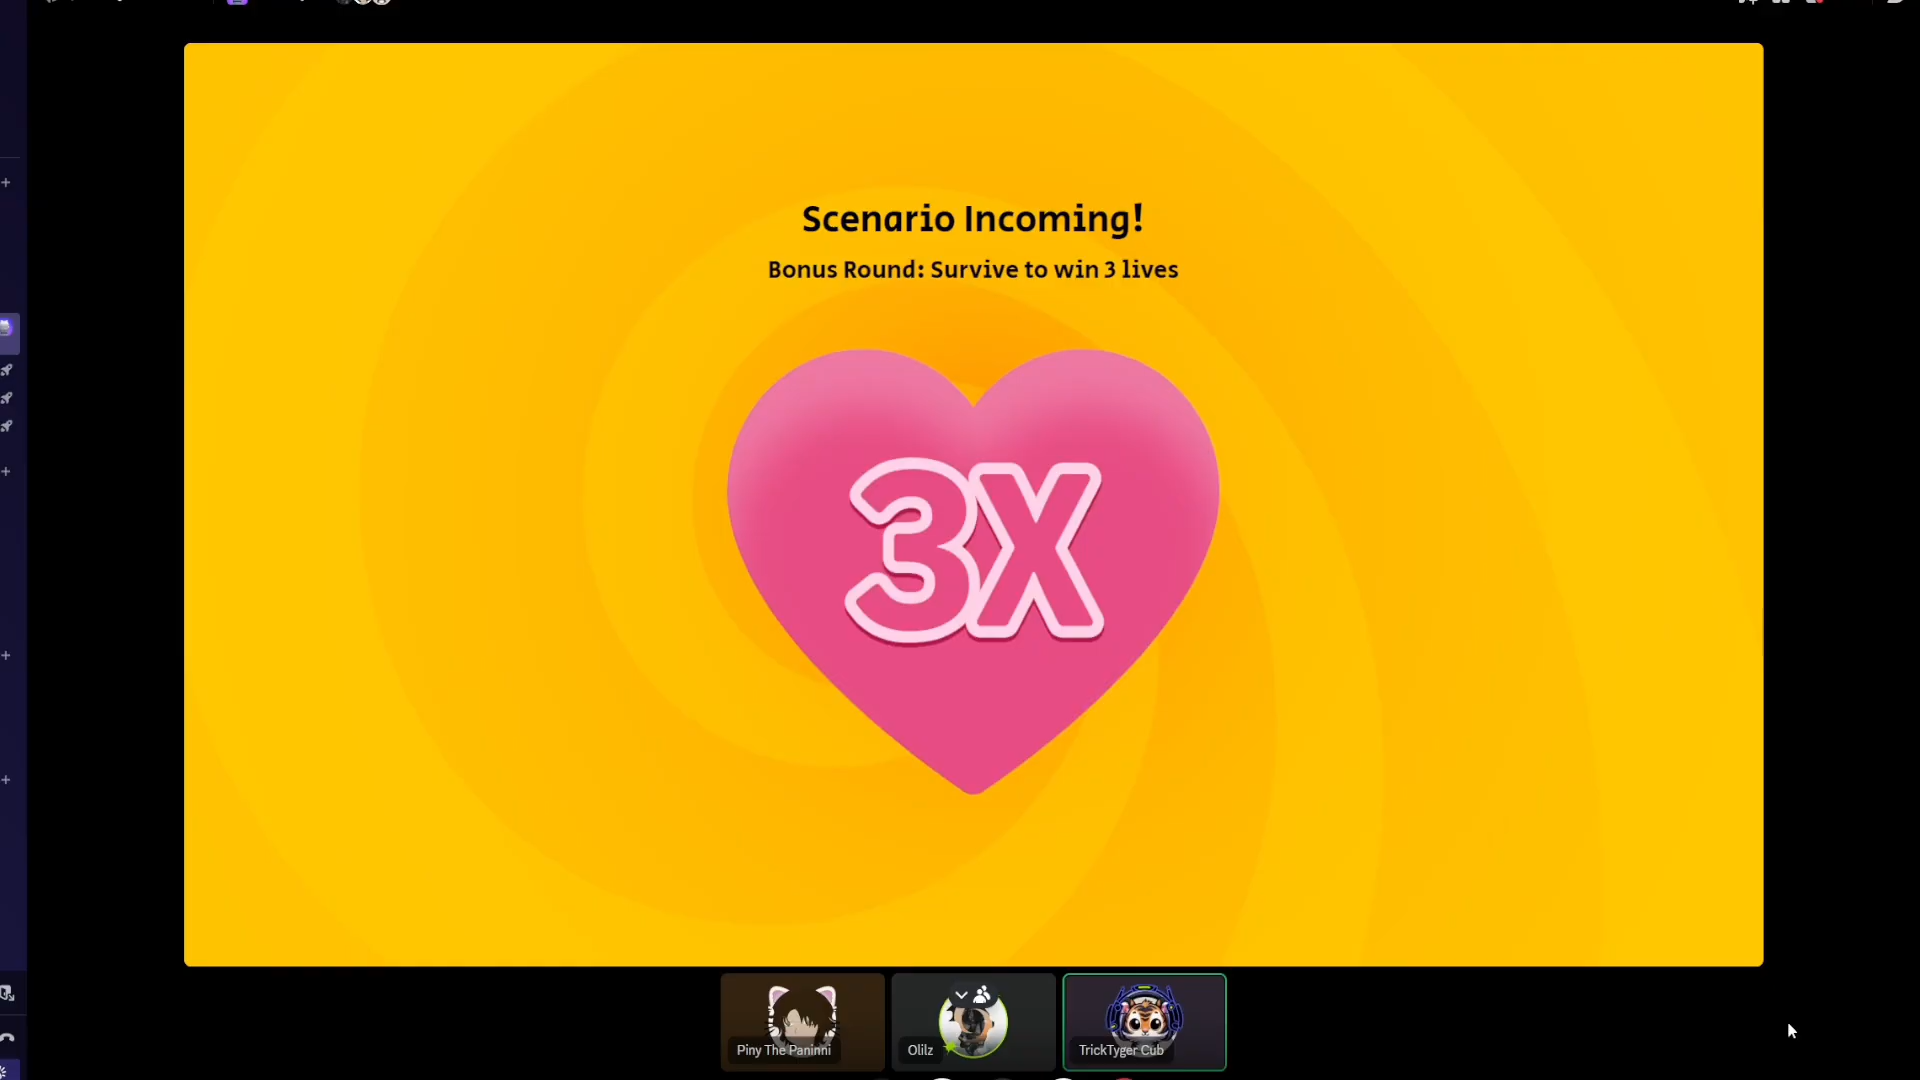 Scenario Incoming!
Bonus Round: Survive to win 3 lives
3X
Piny The Paninni
Olilz
TrickTyger Cub